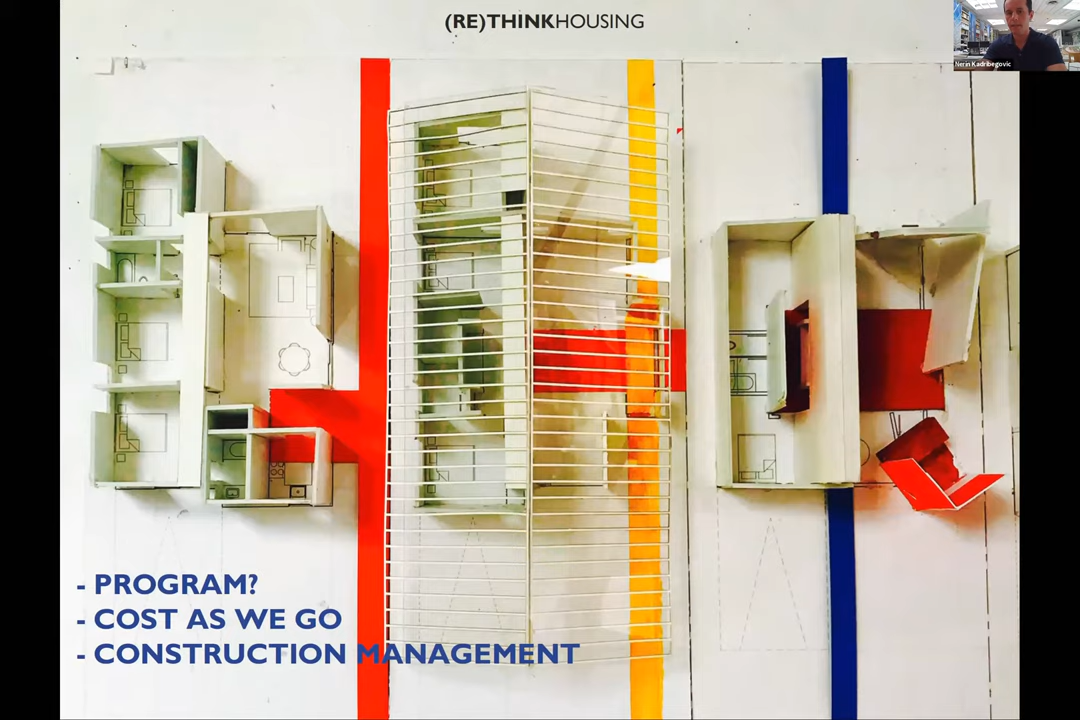 (RE)THINKHOUSING
Nerin Kadribegovic
- PROGRAM?
- COST AS WE GO
- CONSTRUCTION MANAGEMENT